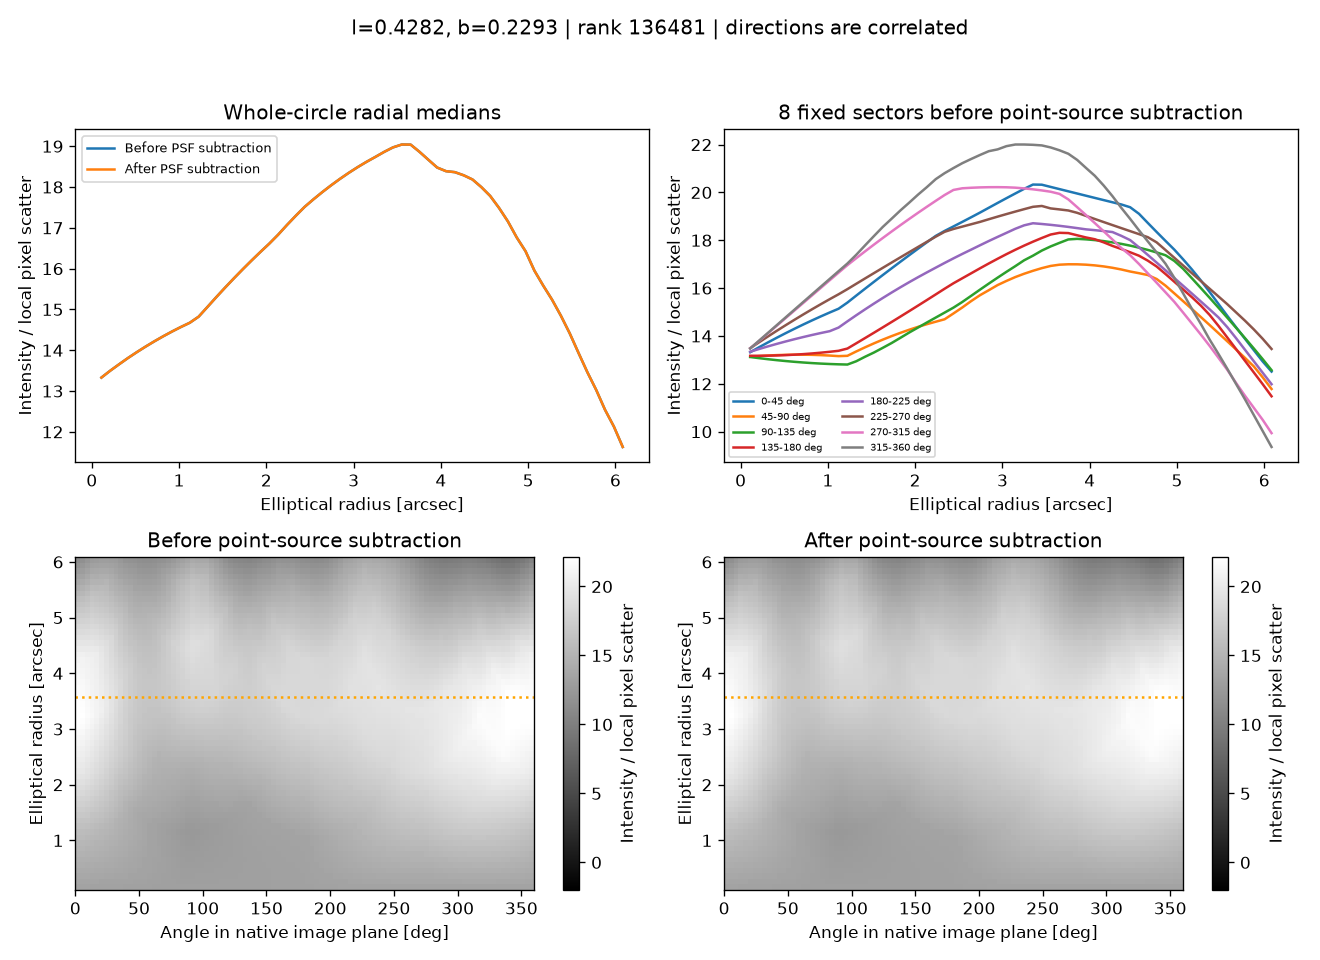 l=0.4282, b=0.2293 | rank 136481 | directions are correlated
Whole-circle radial medians
Intensity / local pixel scatter
19
18
17
16
15
14
13
12
Before PSF subtraction
After PSF subtraction
0 1 2 3 4 5 6
Elliptical radius [arcsec]
8 fixed sectors before point-source subtraction
Intensity / local pixel scatter
22
20
18
16
14
12
10
0-45 deg
45-90 deg
90-135 deg
135-180 deg
180-225 deg
225-270 deg
270-315 deg
315-360 deg
0 1 2 3 4 5 6
Elliptical radius [arcsec]
Before point-source subtraction
Elliptical radius [arcsec]
6
5
4
3
2
1
0 50 100 150 200 250 300 350
Angle in native image plane [deg]
20
15
10
5
0
Intensity / local pixel scatter
After point-source subtraction
Elliptical radius [arcsec]
6
5
4
3
2
1
0 50 100 150 200 250 300 350
Angle in native image plane [deg]
20
15
10
5
0
Intensity / local pixel scatter